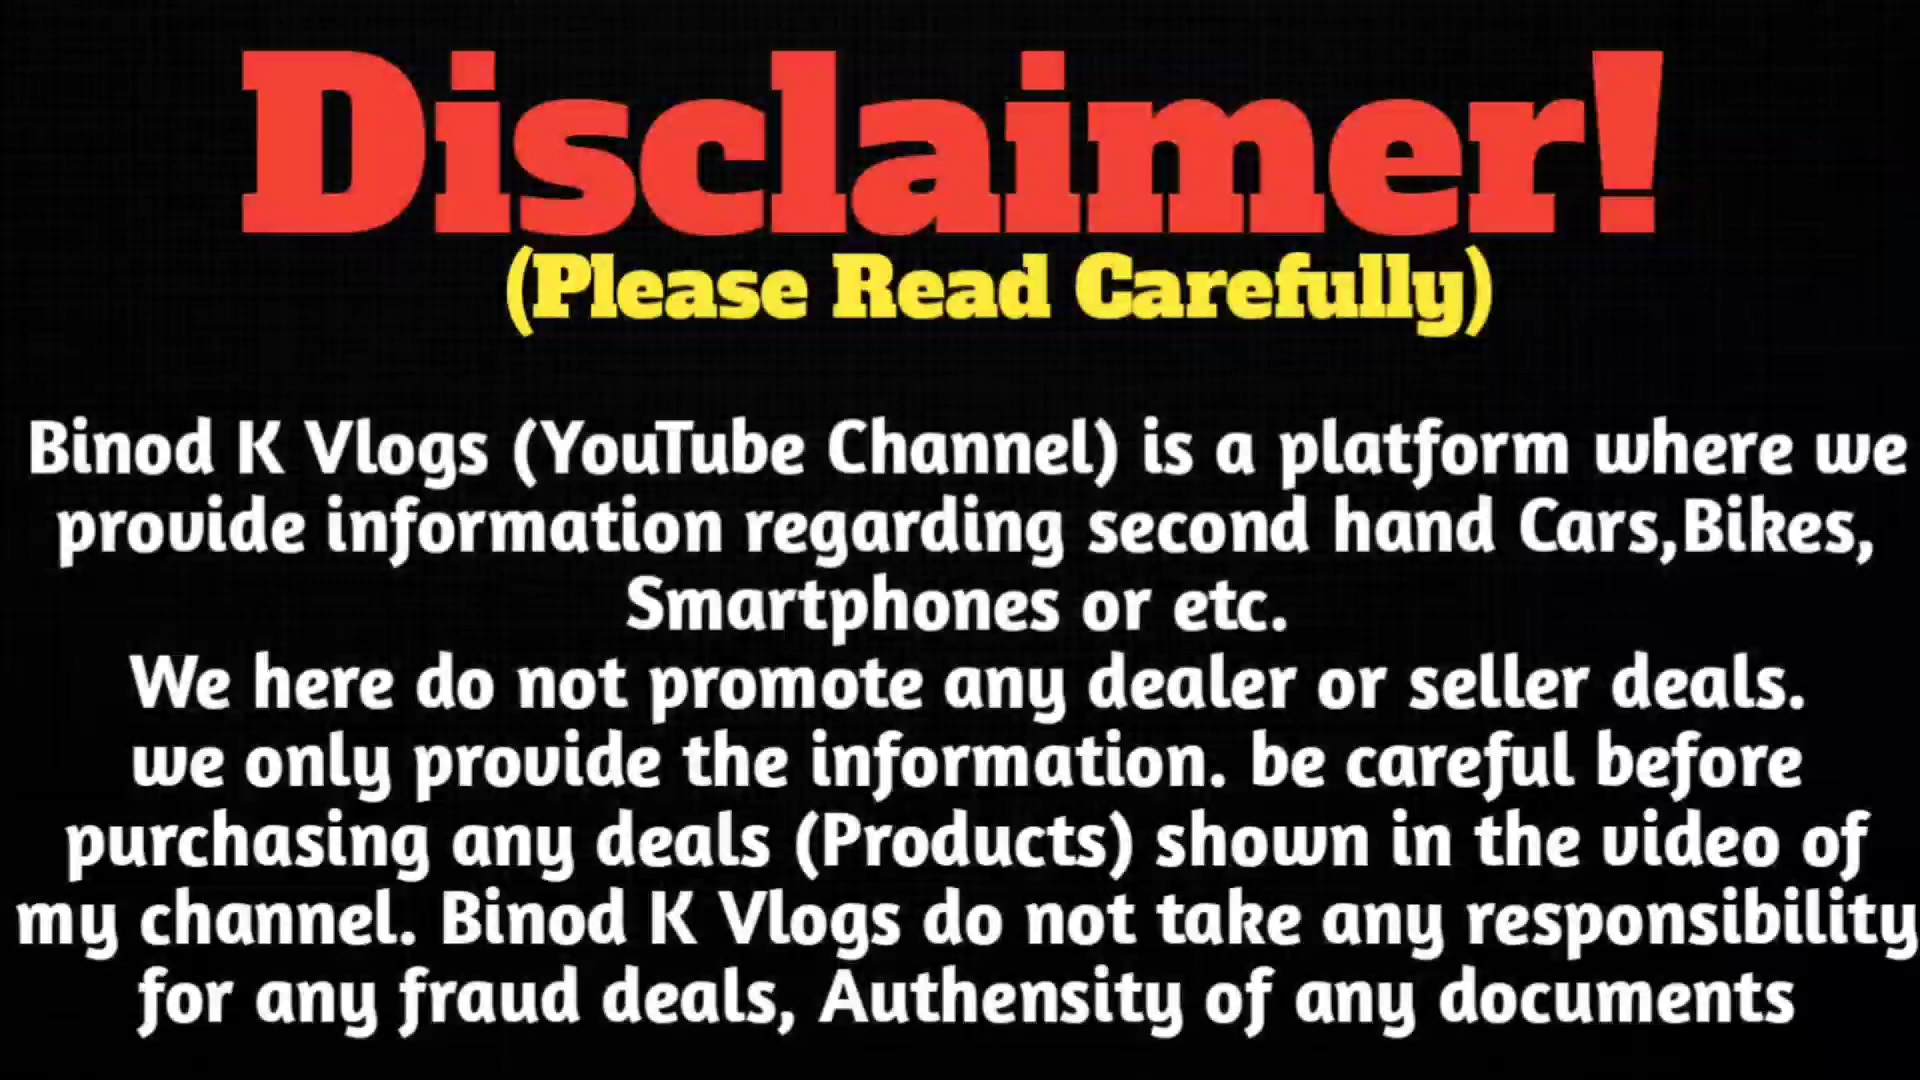 Disclaimer!
(Please Read Carefully)
Binod K Vlogs (YouTube Channel) is a platform where we
provide information regarding second hand Cars,Bikes,
Smartphones or etc.
We here do not promote any dealer or seller deals.
we only provide the information. be careful before
purchasing any deals (Products) shown in the video of
my channel. Binod K Vlogs do not take any responsibility
for any fraud deals, Authensity of any documents